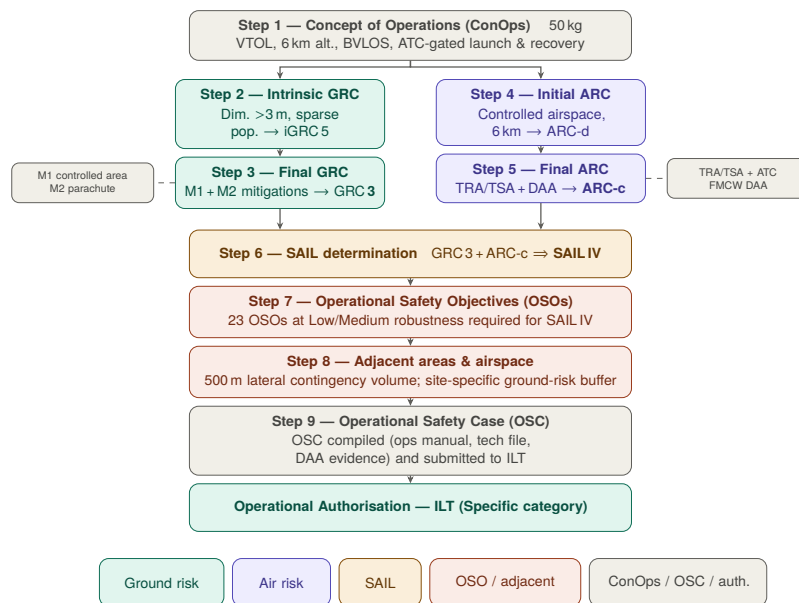 Step 1 — Concept of Operations (ConOps) 50 kg
VTOL, 6 km alt., BVLOS, ATC-gated launch & recovery
Step 2 — Intrinsic GRC
Dim. >3 m, sparse
pop. → iGRC 5
Step 4 — Initial ARC
Controlled airspace,
6 km → ARC-d
M1 controlled area
M2 parachute
Step 3 — Final GRC
M1 + M2 mitigations → GRC 3
Step 5 — Final ARC
TRA/TSA + DAA → ARC-c
TRA/TSA + ATC
FMCW DAA
Step 6 — SAIL determination GRC 3 + ARC-c ⟹ SAIL IV
Step 7 — Operational Safety Objectives (OSOs)
23 OSOs at Low/Medium robustness required for SAIL IV
Step 8 — Adjacent areas & airspace
500 m lateral contingency volume; site-specific ground-risk buffer
Step 9 — Operational Safety Case (OSC)
OSC compiled (ops manual, tech file,
DAA evidence) and submitted to ILT
Operational Authorisation — ILT (Specific category)
Ground risk
Air risk
SAIL
OSO / adjacent
ConOps / OSC / auth.